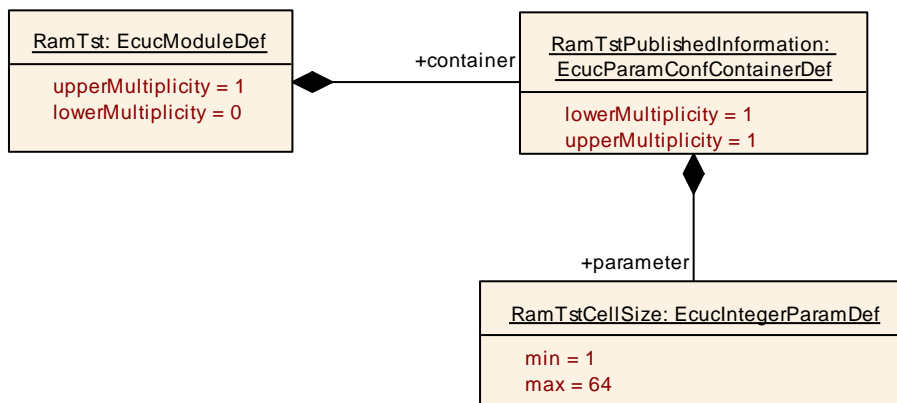 RamTst: EcucModuleDef
upperMultiplicity = 1
lowerMultiplicity = 0
+container
RamTstPublishedInformation:
EcucParamConfContainerDef
lowerMultiplicity = 1
upperMultiplicity = 1
+parameter
RamTstCellSize: EcucIntegerParamDef
min = 1
max = 64